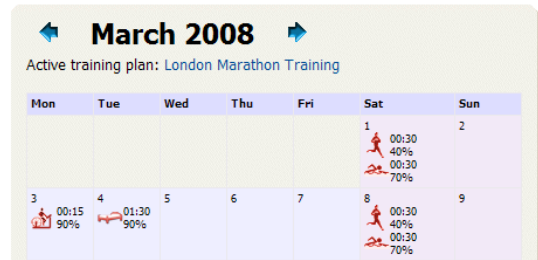 March 2008
Active training plan: London Marathon Training
Mon Tue Wed Thu Fri Sat Sun
1 2
00:30
40%
00:30
70%
3 4 5 6 7 8 9
00:15 01:30 00:30
90% 90% 40%
00:30
70%